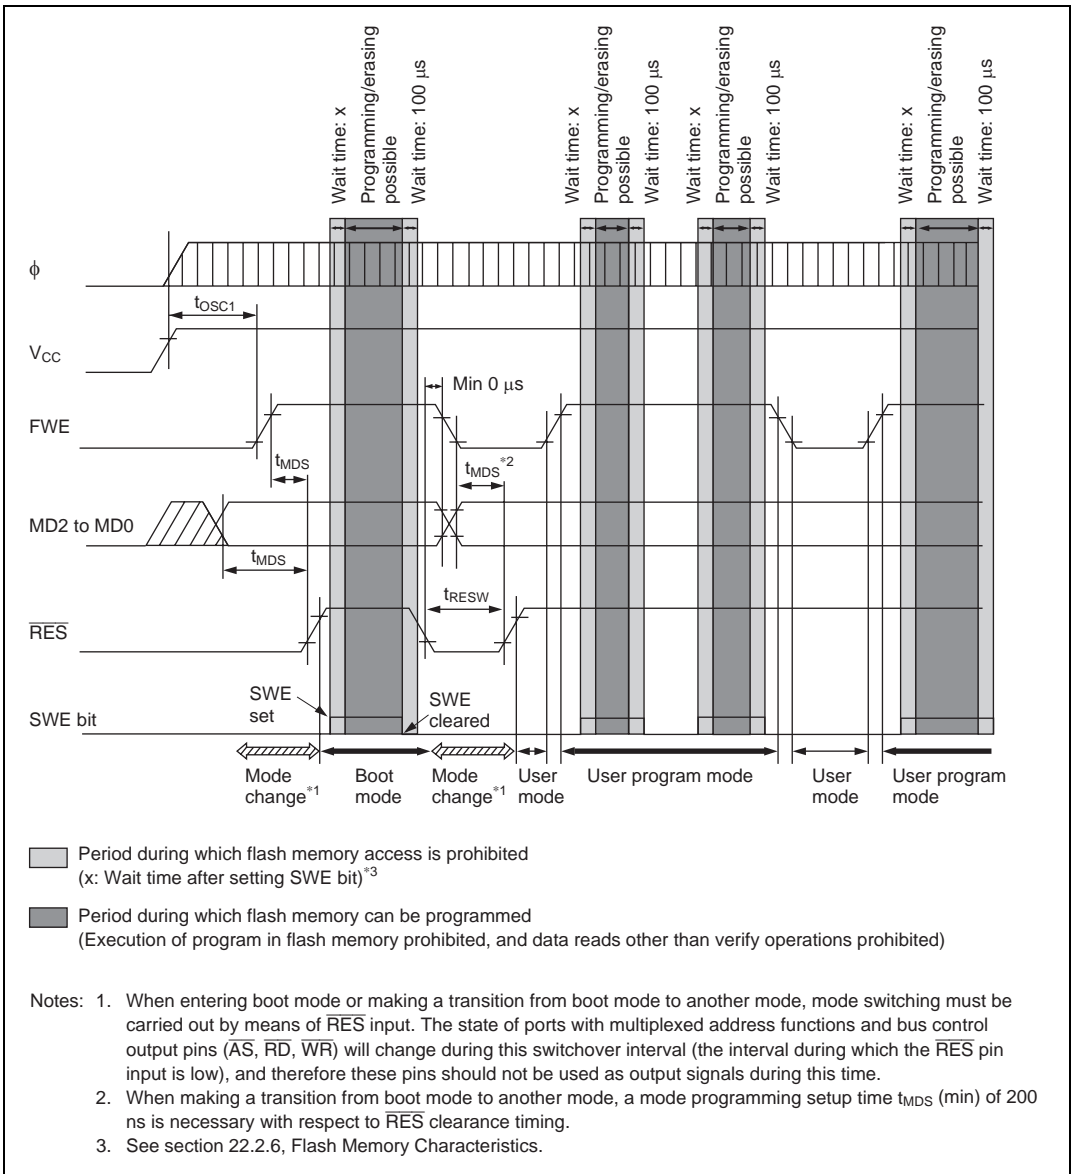 Wait time: x
Programming/erasing
possible
Wait time: 100 μs
Wait time: x
Programming/erasing
possible
Wait time: 100 μs
Wait time: x
Programming/erasing
possible
Wait time: 100 μs
Wait time: x
Programming/erasing
possible
Wait time: 100 μs
ϕ
tOSC1
VCC
Min 0 μs
FWE
tMDS
tMDS*2
MD2 to MD0
tMDS
tRESW
RES
SWE
set
SWE
cleared
SWE bit
Mode
change*1
Boot
mode
Mode
change*1
User
mode
User program mode
User
mode
User program
mode
Period during which flash memory access is prohibited
(x: Wait time after setting SWE bit)*3
Period during which flash memory can be programmed
(Execution of program in flash memory prohibited, and data reads other than verify operations prohibited)
Notes: 1. When entering boot mode or making a transition from boot mode to another mode, mode switching must be
carried out by means of RES input. The state of ports with multiplexed address functions and bus control
output pins (AS, RD, WR) will change during this switchover interval (the interval during which the RES pin
input is low), and therefore these pins should not be used as output signals during this time.
2. When making a transition from boot mode to another mode, a mode programming setup time tMDS (min) of 200
ns is necessary with respect to RES clearance timing.
3. See section 22.2.6, Flash Memory Characteristics.